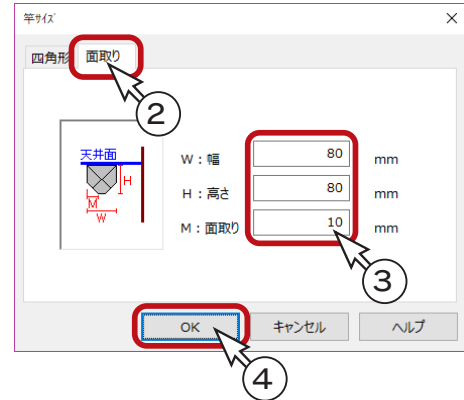 竿ｻｲｽﾞ
四角形 面取り
②
天井面
H
M
W
W：幅 80 mm
H：高さ 80 mm
M：面取り 10 mm
③
OK キャンセル ヘルプ
④